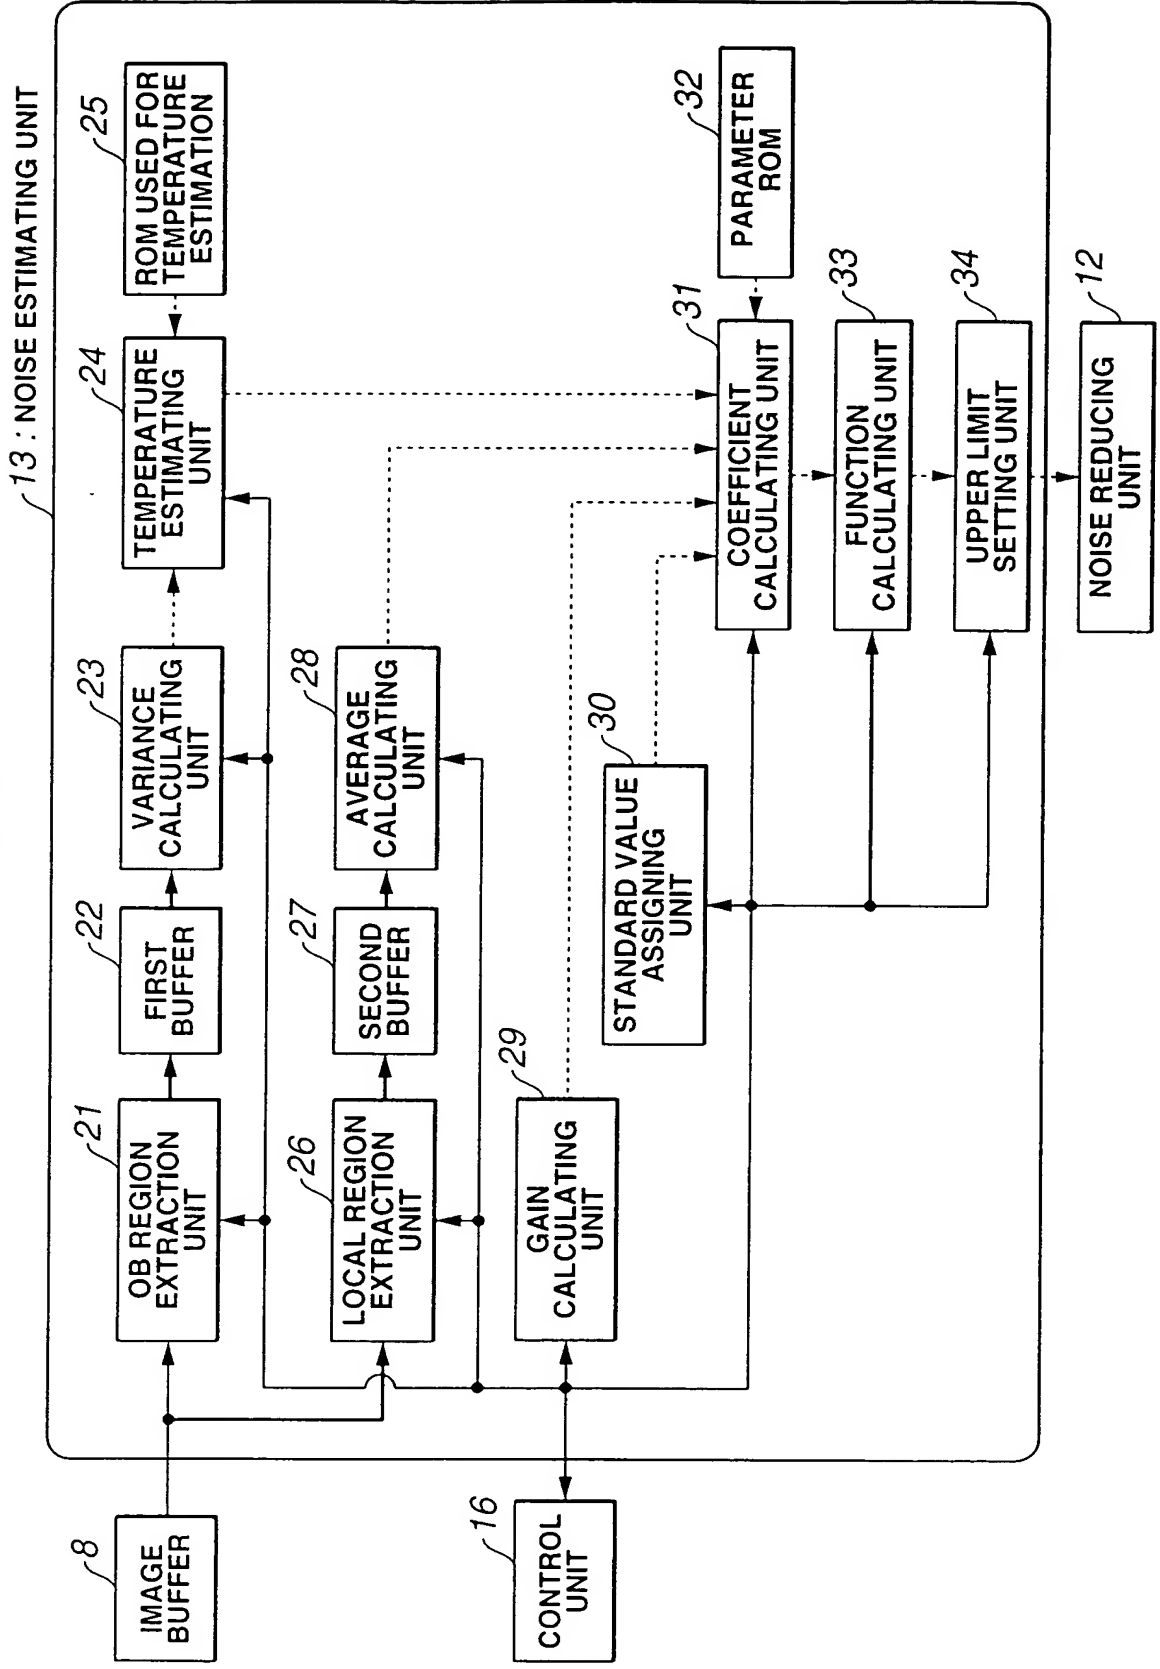 13 : NOISE ESTIMATING UNIT
8
IMAGE
BUFFER
21
OB REGION
EXTRACTION
UNIT
22
FIRST
BUFFER
23
VARIANCE
CALCULATING
UNIT
24
TEMPERATURE
ESTIMATING
UNIT
25
ROM USED FOR
TEMPERATURE
ESTIMATION
26
LOCAL REGION
EXTRACTION
UNIT
27
SECOND
BUFFER
28
AVERAGE
CALCULATING
UNIT
16
CONTROL
UNIT
29
GAIN
CALCULATING
UNIT
30
STANDARD VALUE
ASSIGNING
UNIT
31
COEFFICIENT
CALCULATING UNIT
32
PARAMETER
ROM
33
FUNCTION
CALCULATING UNIT
34
UPPER LIMIT
SETTING UNIT
12
NOISE REDUCING
UNIT